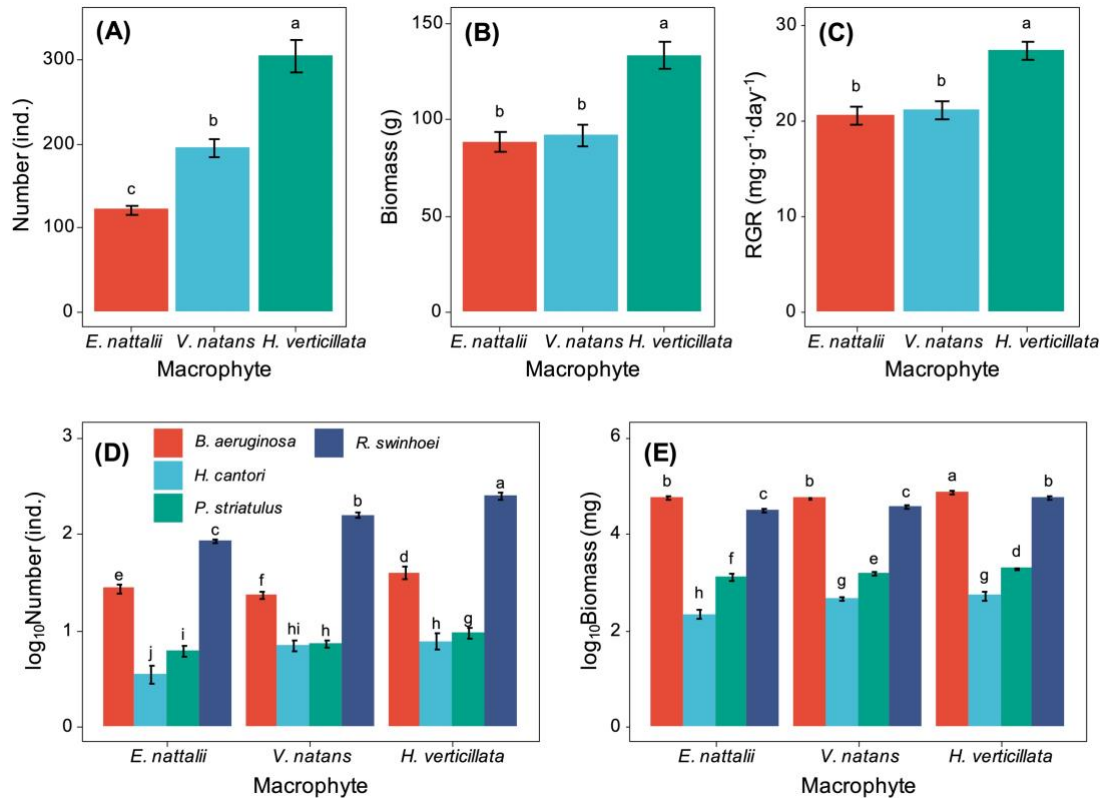 (A)
Number (ind.)
300
200
100
0
c
b
a
E. nattalii V. natans H. verticillata
Macrophyte
(B)
Biomass (g)
150
100
50
0
b
b
a
E. nattalii V. natans H. verticillata
Macrophyte
(C)
RGR (mg·g-1·day-1)
30
20
10
0
b
b
a
E. nattalii V. natans H. verticillata
Macrophyte
(D)
log10Number (ind.)
3
2
1
0
B. aeruginosa
H. cantori
P. striatulus
R. swinhoei
e j i c
f hi h b
d h g a
E. nattalii V. natans H. verticillata
Macrophyte
(E)
log10Biomass (mg)
6
4
2
0
b h f c
b g e c
a g d b
E. nattalii V. natans H. verticillata
Macrophyte